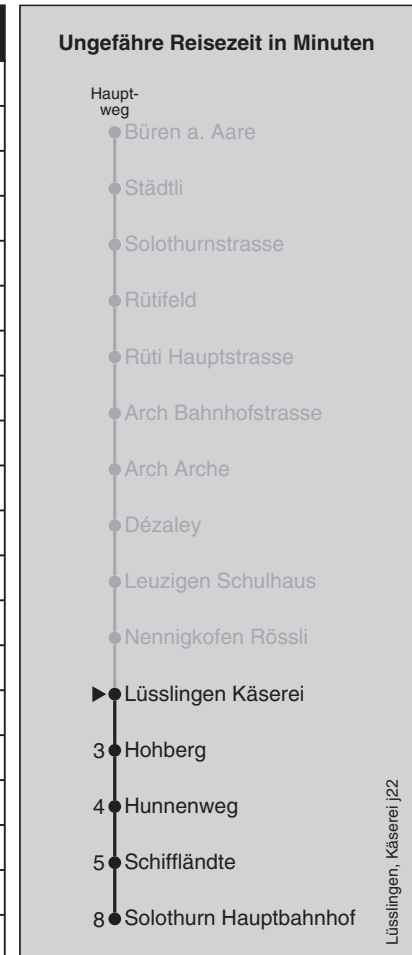 Ungefähre Reisezeit in Minuten
Haupt-
weg
Büren a. Aare
Städtli
Solothurnstrasse
Rütifeld
Rüti Hauptstrasse
Arch Bahnhofstrasse
Arch Arche
Dézaley
Leuzigen Schulhaus
Nennigkofen Rössli
Lüsslingen Käserei
3 Hohberg
4 Hunnenweg
5 Schiffländte
8 Solothurn Hauptbahnhof
Lüsslingen, Käserei j22